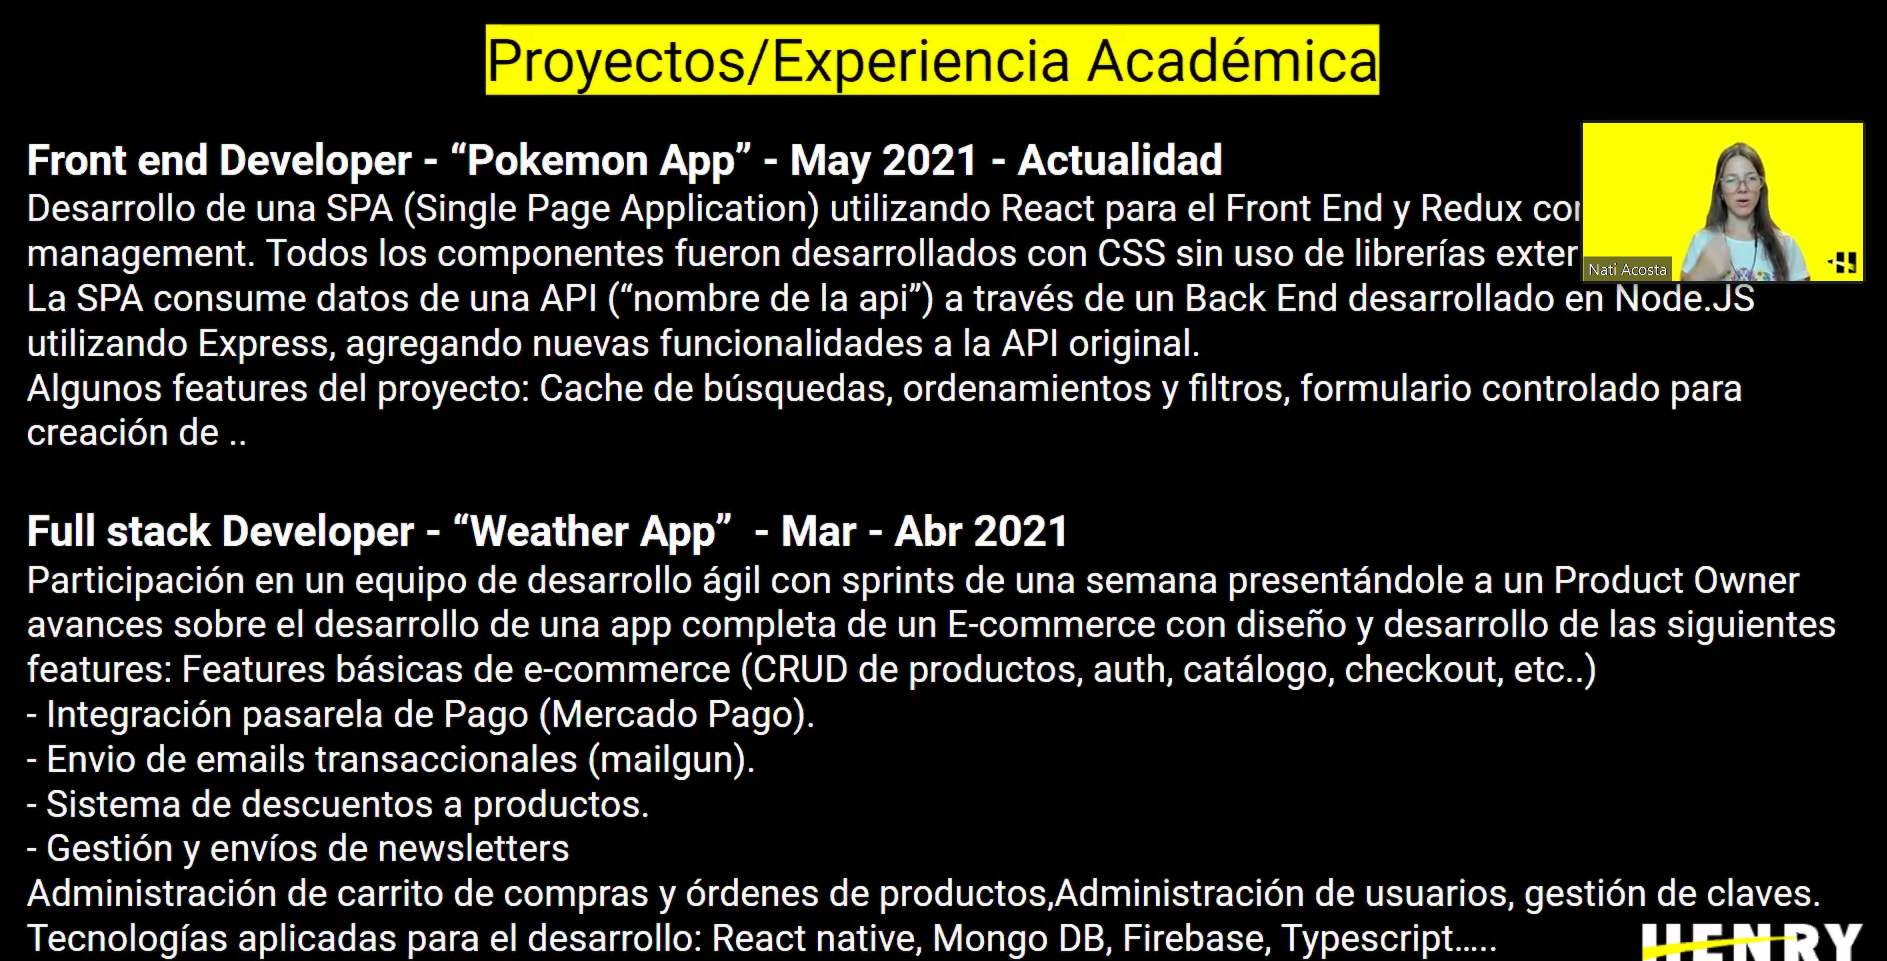 Proyectos/Experiencia Académica
Front end Developer - “Pokemon App” - May 2021 - Actualidad
Desarrollo de una SPA (Single Page Application) utilizando React para el Front End y Redux
management. Todos los componentes fueron desarrollados con CSS sin uso de librerías
Nati Acosta
La SPA consume datos de una API (“nombre de la api”) a través de un Back End desarrollado en Node.JS
utilizando Express, agregando nuevas funcionalidades a la API original.
Algunos features del proyecto: Cache de búsquedas, ordenamientos y filtros, formulario controlado para
creación de ..
Full stack Developer - “Weather App”  - Mar - Abr 2021
Participación en un equipo de desarrollo ágil con sprints de una semana presentándole a un Product Owner
avances sobre el desarrollo de una app completa de un E-commerce con diseño y desarrollo de las siguientes
features: Features básicas de e-commerce (CRUD de productos, auth, catálogo, checkout, etc..)
- Integración pasarela de Pago (Mercado Pago).
- Envio de emails transaccionales (mailgun).
- Sistema de descuentos a productos.
- Gestión y envíos de newsletters
Administración de carrito de compras y órdenes de productos,Administración de usuarios, gestión de claves.
Tecnologías aplicadas para el desarrollo: React native, Mongo DB, Firebase, Typescript.....
HENRY